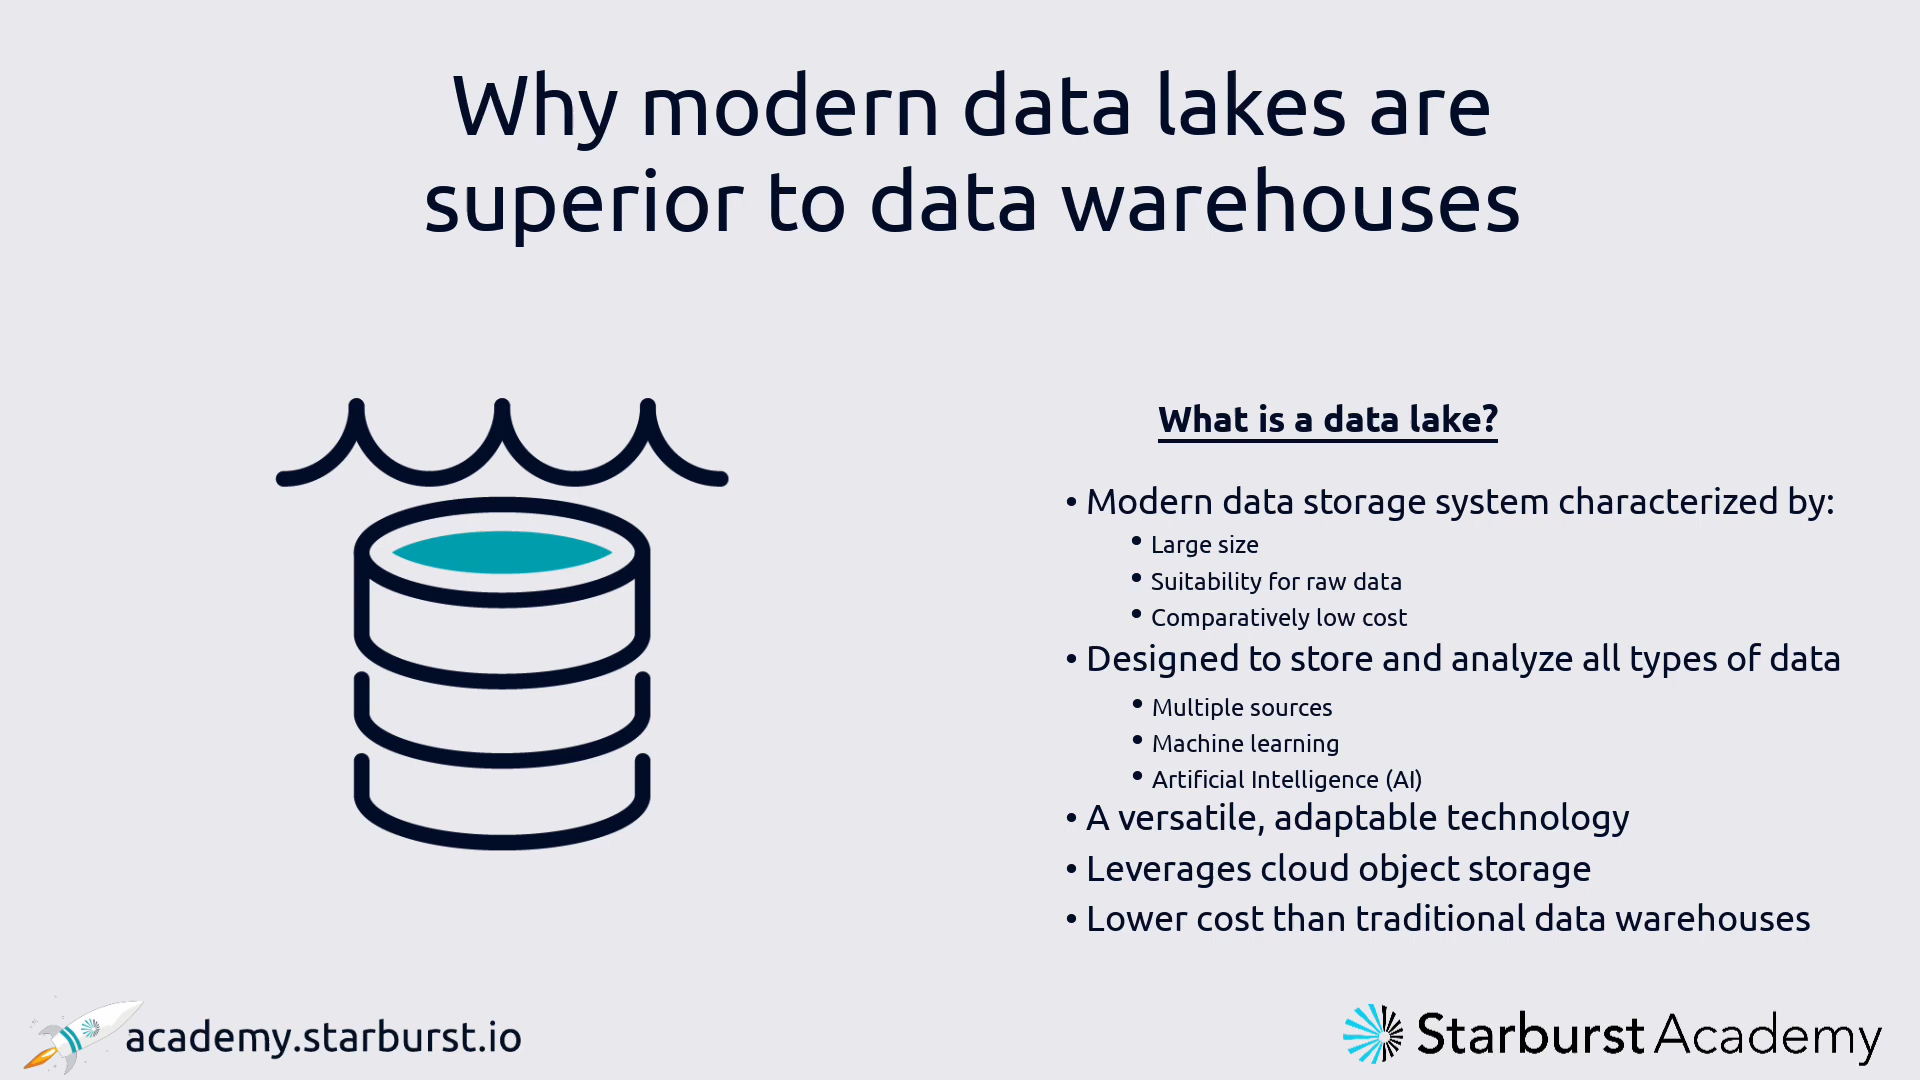 Why modern data lakes are
superior to data warehouses
What is a data lake?
• Modern data storage system characterized by:
• Large size
• Suitability for raw data
• Comparatively low cost
• Designed to store and analyze all types of data
• Multiple sources
• Machine learning
• Artificial Intelligence (AI)
• A versatile, adaptable technology
• Leverages cloud object storage
• Lower cost than traditional data warehouses
academy.starburst.io
Starburst Academy